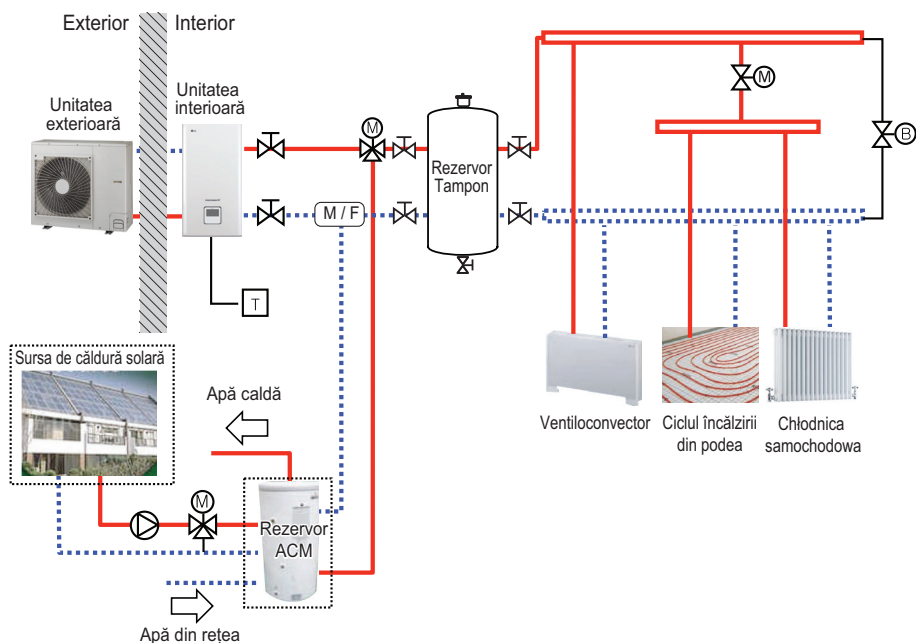 Exterior
Interior
Unitatea
exterioară
Unitatea
interioară
M
M / F
Rezervor
Tampon
M
B
T
Sursa de căldură solară
Apă caldă
M
Rezervor
ACM
Apă din rețea
Ventiloconvector
Ciclul încălzirii
din podea
Chłodnica
samochodowa